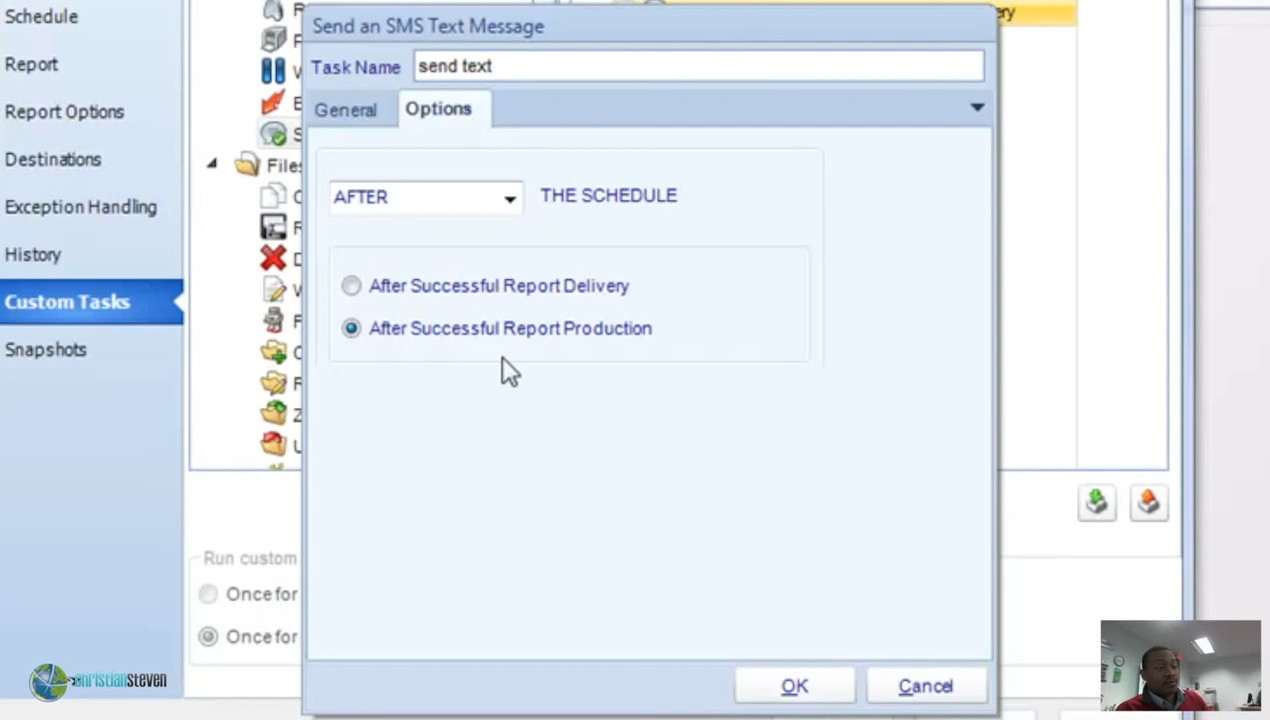 Schedule
Report
Report Options
Destinations
Exception Handling
History
Custom Tasks
Snapshots
Send an SMS Text Message
Task Name
send text
General
Options
AFTER
THE SCHEDULE
After Successful Report Delivery
After Successful Report Production
OK
Cancel
Run custom
Once for
Once for
christiansteven